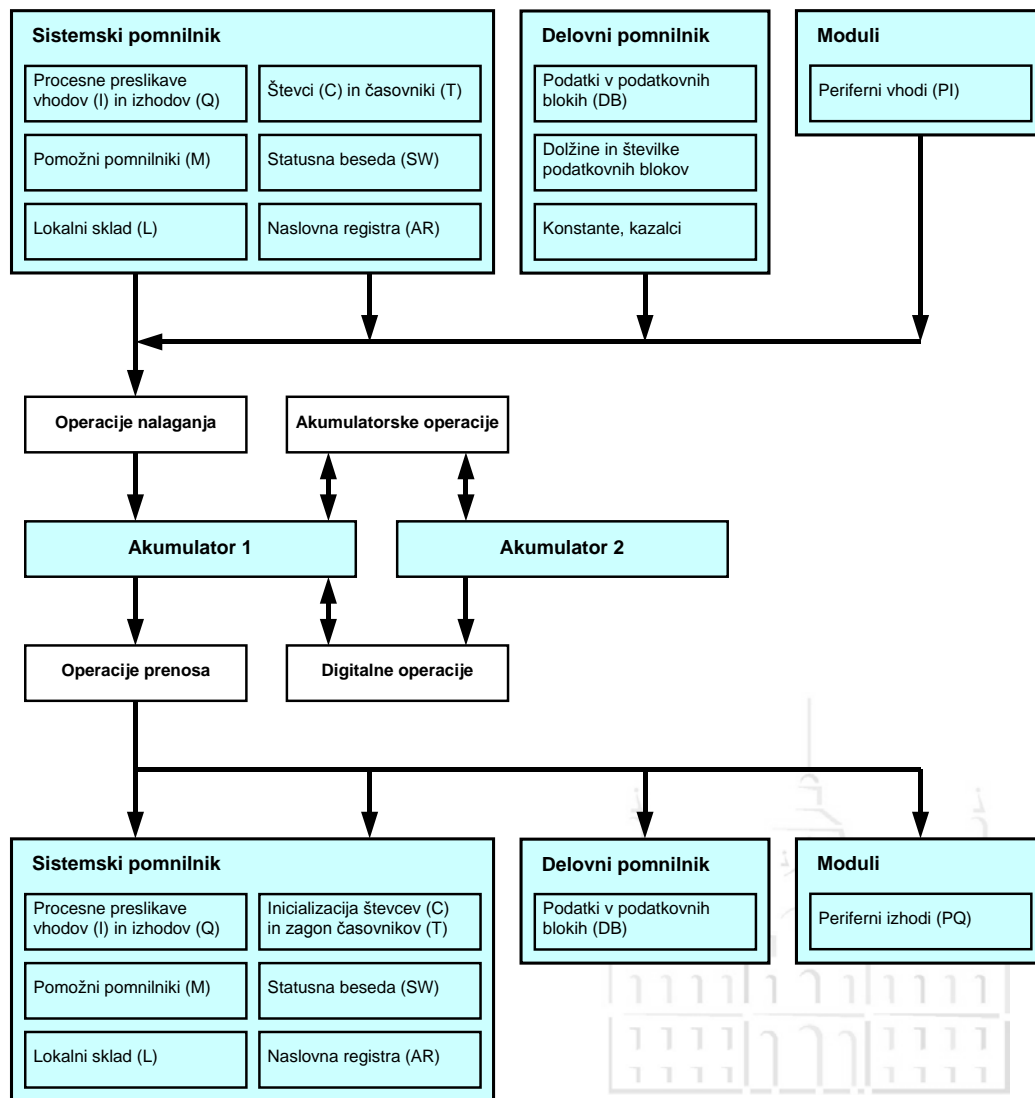 Sistemski pomnilnik
Procesne preslikave
vhodov (I) in izhodov (Q)
Števci (C) in časovniki (T)
Pomožni pomnilniki (M)
Statusna beseda (SW)
Lokalni sklad (L)
Naslovna registra (AR)
Delovni pomnilnik
Podatki v podatkovnih
blokih (DB)
Dolžine in številke
podatkovnih blokov
Konstante, kazalci
Moduli
Periferni vhodi (PI)
Operacije nalaganja
Akumulatorske operacije
Akumulator 1
Akumulator 2
Operacije prenosa
Digitalne operacije
Sistemski pomnilnik
Procesne preslikave
vhodov (I) in izhodov (Q)
Inicializacija števcev (C)
in zagon časovnikov (T)
Pomožni pomnilniki (M)
Statusna beseda (SW)
Lokalni sklad (L)
Naslovna registra (AR)
Delovni pomnilnik
Podatki v podatkovnih
blokih (DB)
Moduli
Periferni izhodi (PQ)